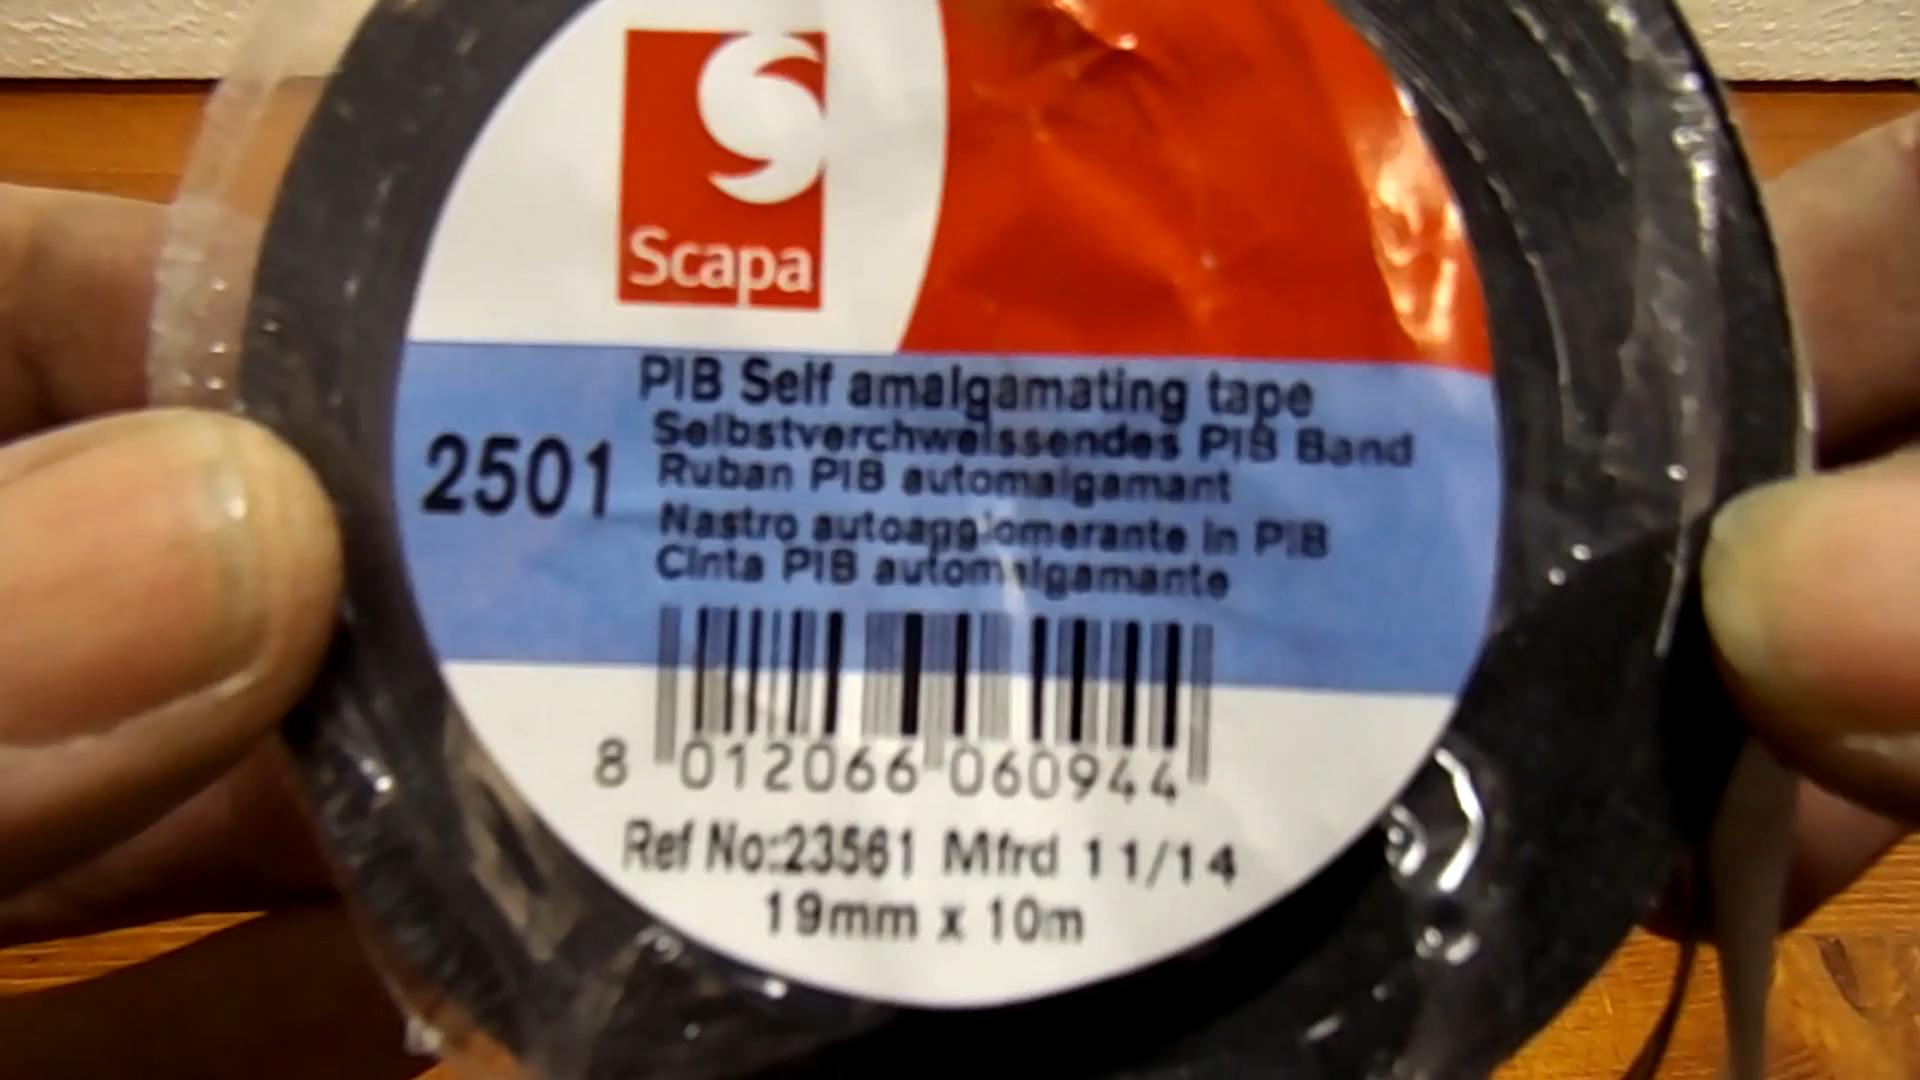 Scapa
PIB Self amalgamating tape
2501
Selbstverchweissendes PIB Band
Ruban PIB automalgamant
Nastro autoagglomerante in PIB
Cinta PIB automalgamante
8 012066 060944
Ref No:23561 Mfrd 11/14
19mm x 10m